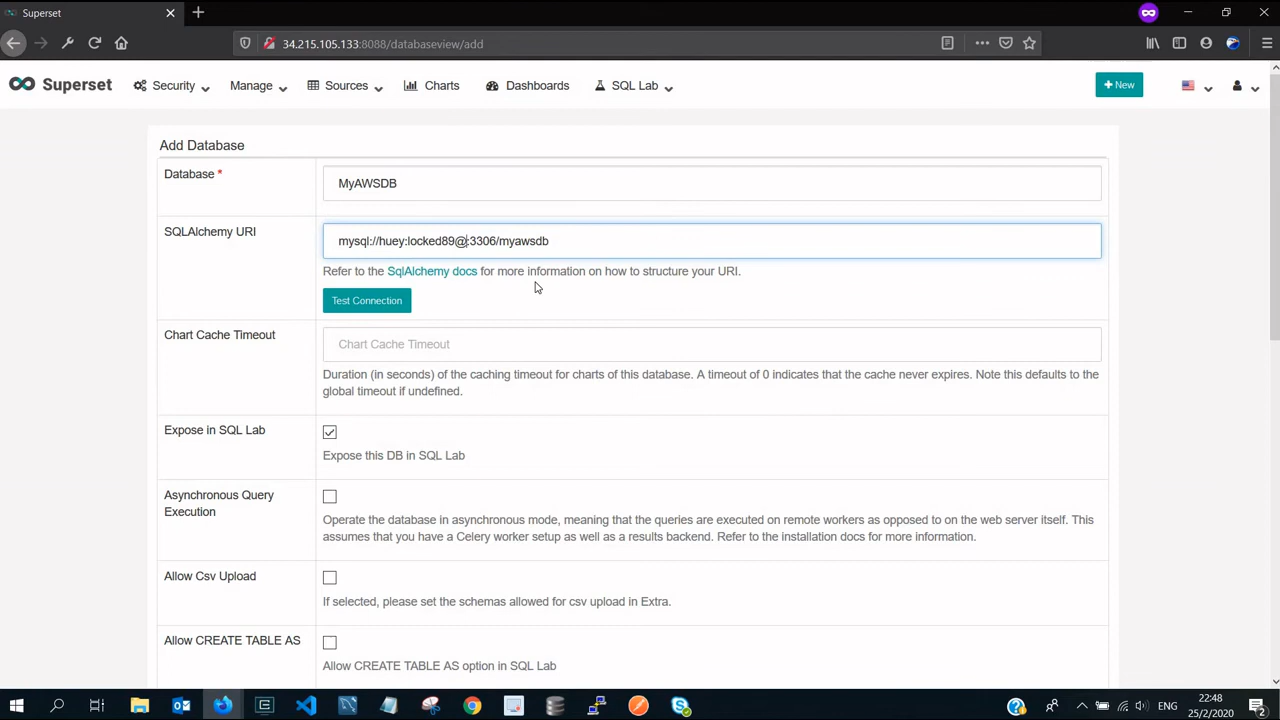 Superset
34.215.105.133:8088/databaseview/add
Superset
Security
Manage
Sources
Charts
Dashboards
SQL Lab
+ New
Add Database
Database *
MyAWSDB
SQLAlchemy URI
mysql://huey:locked89@:3306/myawsdb
Refer to the SqlAlchemy docs for more information on how to structure your URI.
Test Connection
Chart Cache Timeout
Chart Cache Timeout
Duration (in seconds) of the caching timeout for charts of this database. A timeout of 0 indicates that the cache never expires. Note this defaults to the
global timeout if undefined.
Expose in SQL Lab
Expose this DB in SQL Lab
Asynchronous Query
Execution
Operate the database in asynchronous mode, meaning that the queries are executed on remote workers as opposed to on the web server itself. This
assumes that you have a Celery worker setup as well as a results backend. Refer to the installation docs for more information.
Allow Csv Upload
If selected, please set the schemas allowed for csv upload in Extra.
Allow CREATE TABLE AS
Allow CREATE TABLE AS option in SQL Lab
ENG
22:48
25/2/2020
2